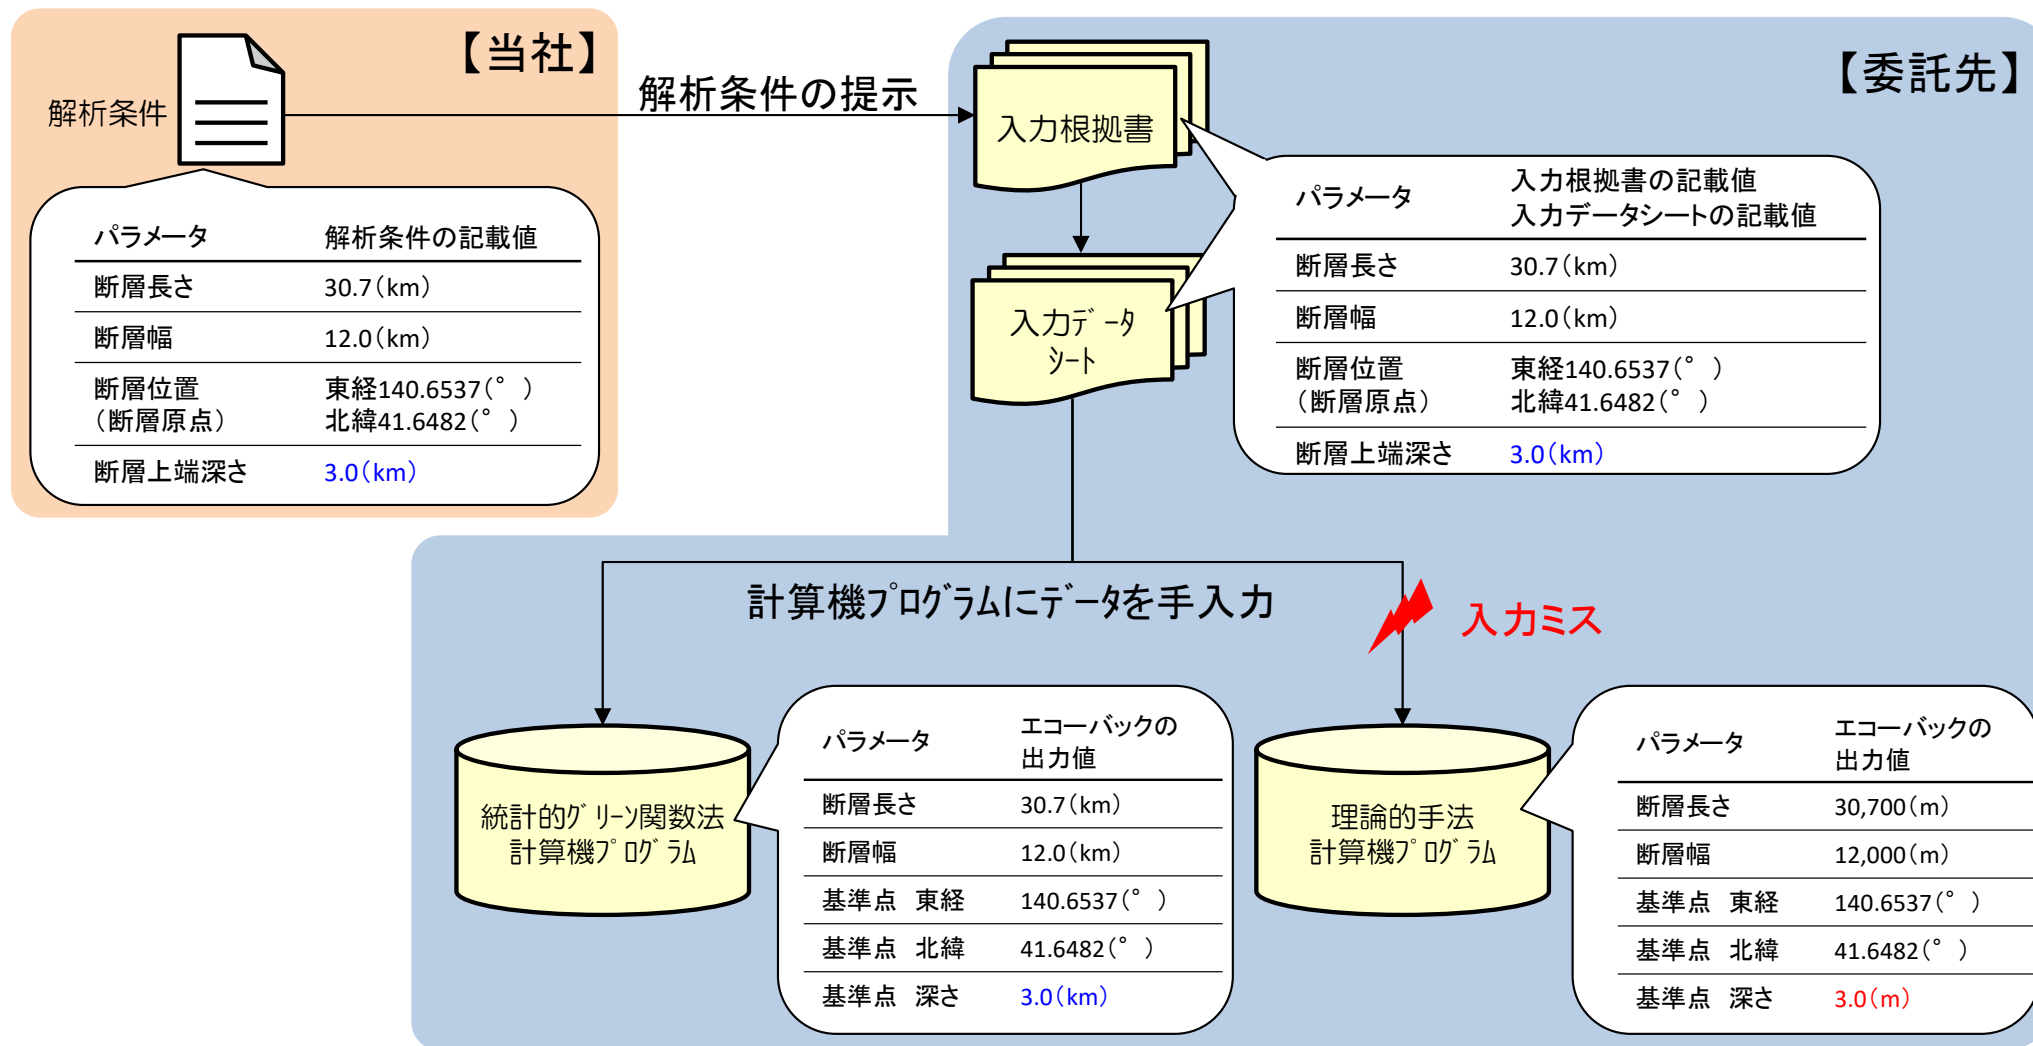 【当社】
解析条件
解析条件の提示
パラメータ 解析条件の記載値
断層長さ 30.7(km)
断層幅 12.0(km)
断層位置 東経140.6537(°)
(断層原点) 北緯41.6482(°)
断層上端深さ 3.0(km)
【委託先】
入力根拠書
入力ﾃﾞｰﾀ
ｼｰﾄ
パラメータ 入力根拠書の記載値
入力データシートの記載値
断層長さ 30.7(km)
断層幅 12.0(km)
断層位置 東経140.6537(°)
(断層原点) 北緯41.6482(°)
断層上端深さ 3.0(km)
計算機ﾌﾟﾛｸﾞﾗﾑにﾃﾞｰﾀを手入力
入力ミス
統計的ｸﾞﾘｰﾝ関数法
計算機ﾌﾟﾛｸﾞﾗﾑ
パラメータ エコーバックの
出力値
断層長さ 30.7(km)
断層幅 12.0(km)
基準点 東経 140.6537(°)
基準点 北緯 41.6482(°)
基準点 深さ 3.0(km)
理論的手法
計算機ﾌﾟﾛｸﾞﾗﾑ
パラメータ エコーバックの
出力値
断層長さ 30,700(m)
断層幅 12,000(m)
基準点 東経 140.6537(°)
基準点 北緯 41.6482(°)
基準点 深さ 3.0(m)